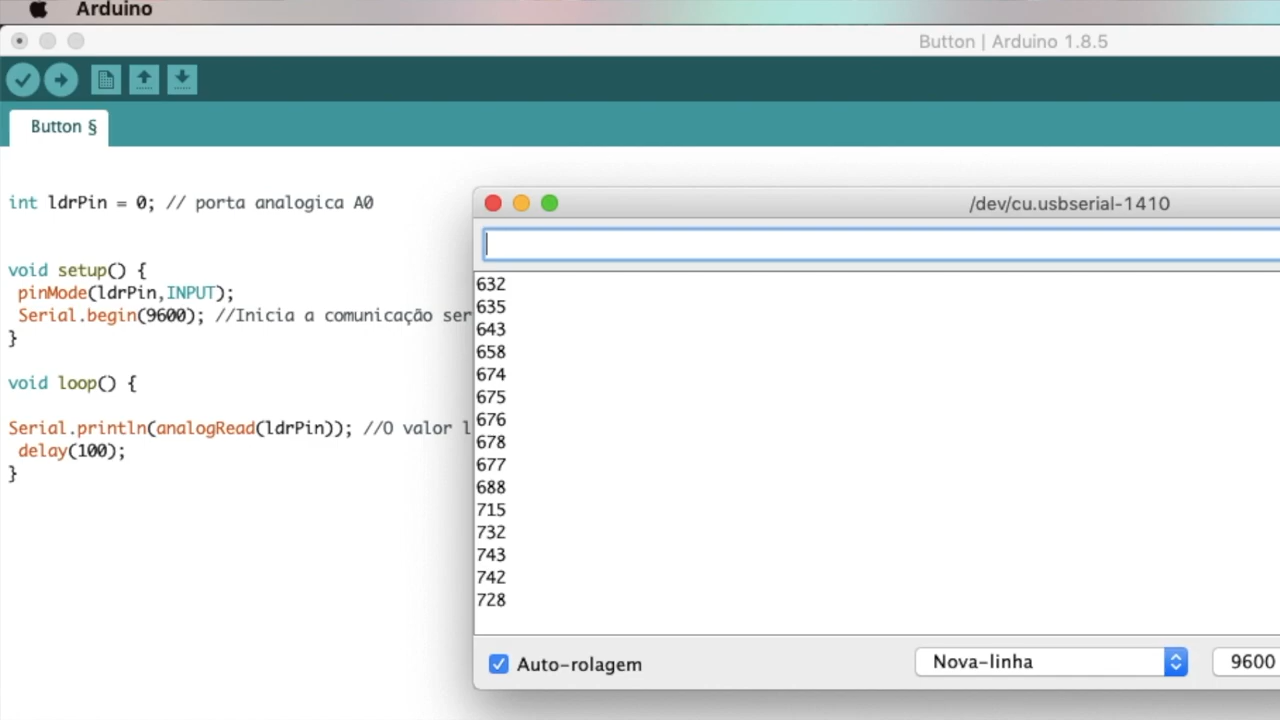 Arduino
Button | Arduino 1.8.5
Button §
int ldrPin = 0; // porta analogica A0
void setup() {
pinMode(ldrPin,INPUT);
Serial.begin(9600); //Inicia a comunicação ser
}
void loop() {
Serial.println(analogRead(ldrPin)); //O valor l
delay(100);
}
/dev/cu.usbserial-1410
632
635
643
658
674
675
676
678
677
688
715
732
743
742
728
Auto-rolagem
Nova-linha
9600